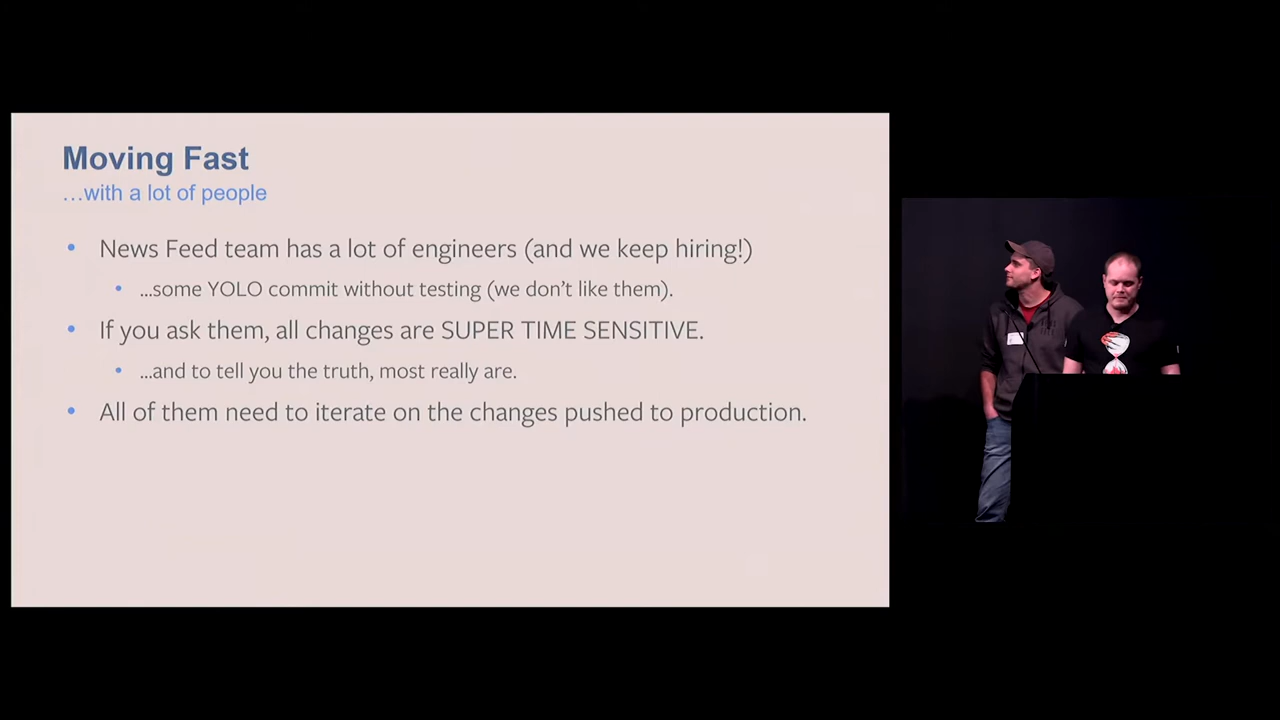 Moving Fast
…with a lot of people
• News Feed team has a lot of engineers (and we keep hiring!)
• …some YOLO commit without testing (we don’t like them).
• If you ask them, all changes are SUPER TIME SENSITIVE.
• …and to tell you the truth, most really are.
• All of them need to iterate on the changes pushed to production.